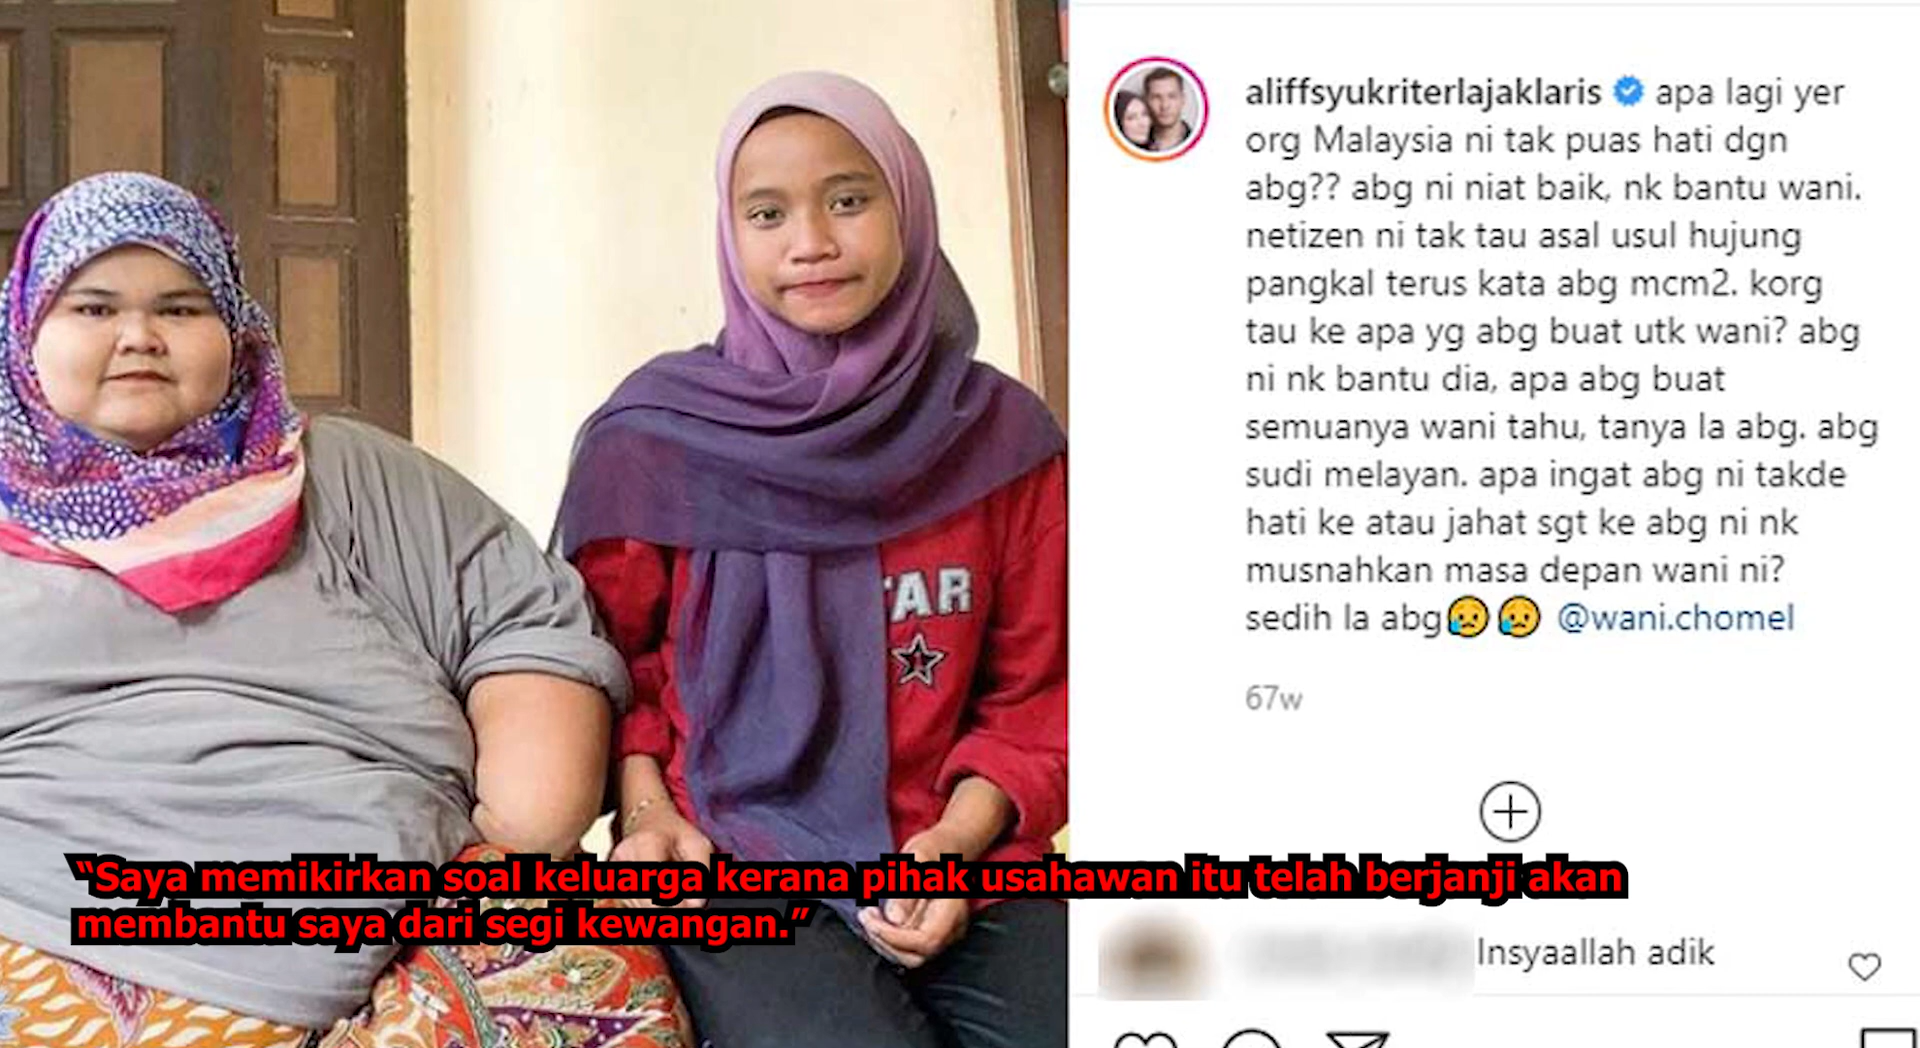 aliffsyukriterlajaklaris apa lagi yer
org Malaysia ni tak puas hati dgn
abg?? abg ni niat baik, nk bantu wani.
netizen ni tak tau asal usul hujung
pangkal terus kata abg mcm2. korg
tau ke apa yg abg buat utk wani? abg
ni nk bantu dia, apa abg buat
semuanya wani tahu, tanya la abg. abg
sudi melayan. apa ingat abg ni takde
hati ke atau jahat sgt ke abg ni nk
musnahkan masa depan wani ni?
sedih la abg😥😥 @wani.chomel
67w
TAR
“Saya memikirkan soal keluarga kerana pihak usahawan itu telah berjanji akan
membantu saya dari segi kewangan.”
Insyaallah adik